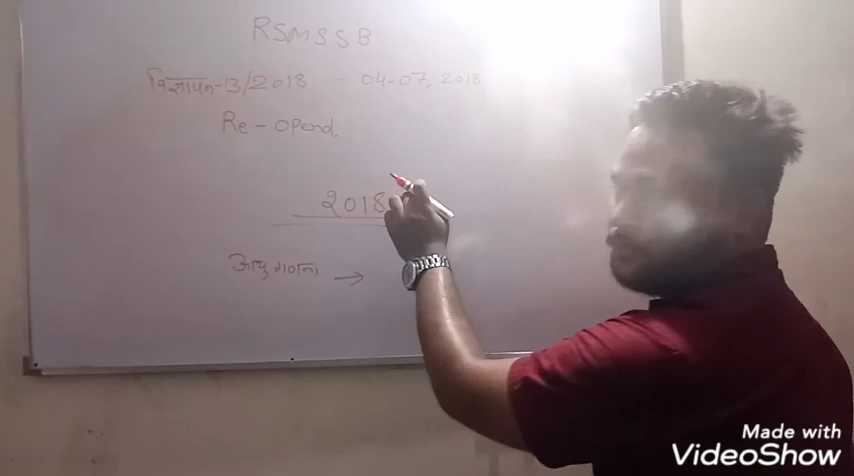 RSMSSB
विज्ञापन-13/2018 - 04-07, 2018
Re-opend.
2018
आयु गणना →
Made with
VideoShow